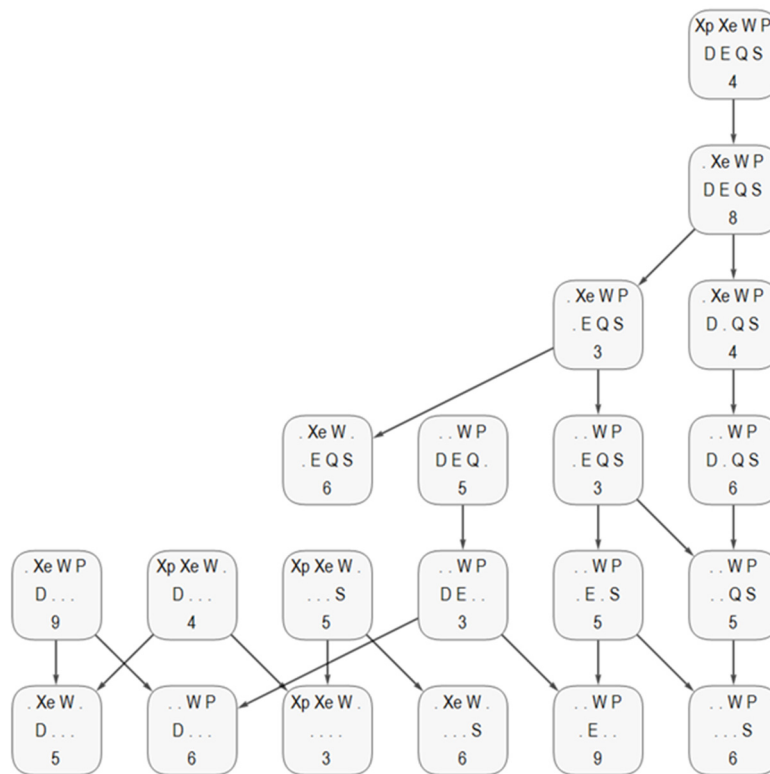 Xp Xe W P
D E Q S
4
. Xe W P
D E Q S
8
. Xe W P
. E Q S
3
. Xe W P
D . Q S
4
. Xe W .
. E Q S
6
. . W P
D E Q .
5
. . W P
. E Q S
3
. . W P
D . Q S
6
. Xe W P
D . . .
9
Xp Xe W .
D . . .
4
Xp Xe W .
. . . S
5
. . W P
D E . .
3
. . W P
. E . S
5
. . W P
. . Q S
5
. Xe W .
D . . .
5
. . W P
D . . .
6
Xp Xe W .
. . . .
3
. Xe W .
. . . S
6
. . W P
. E . .
9
. . W P
. . . S
6